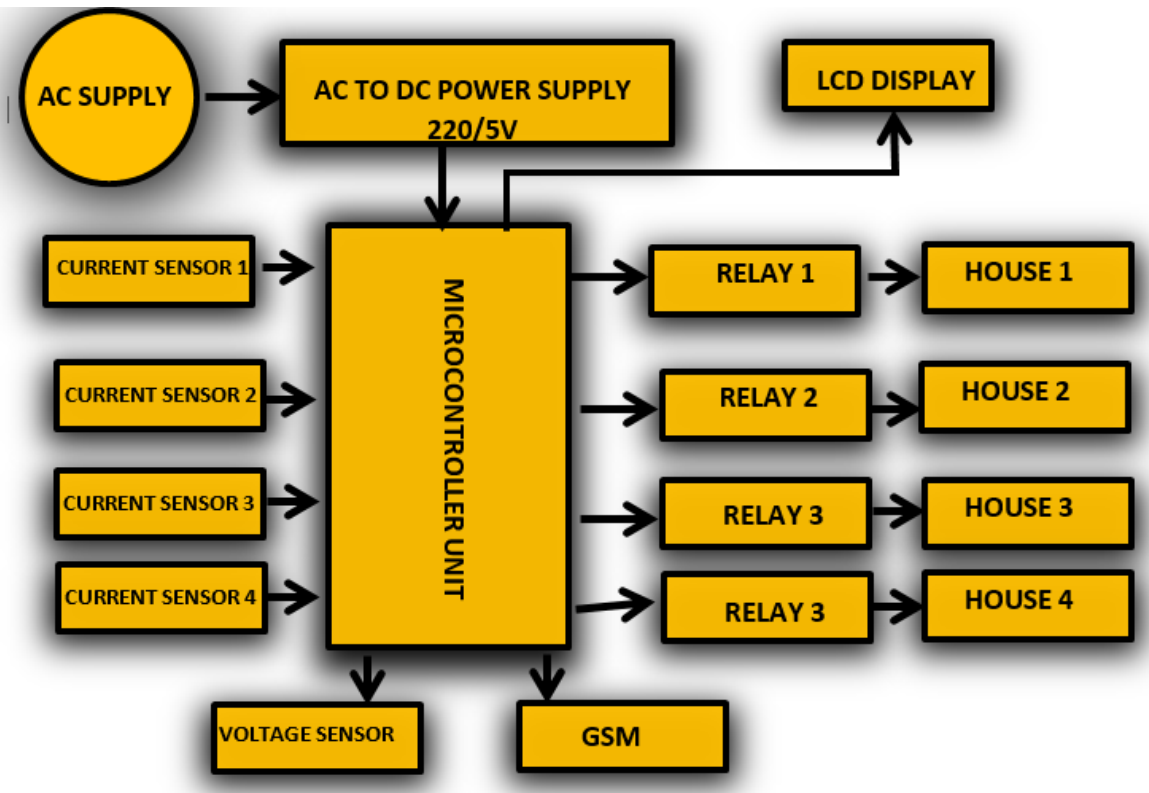 AC SUPPLY
AC TO DC POWER SUPPLY
220/5V
LCD DISPLAY
CURRENT SENSOR 1
MICROCONTROLLER UNIT
RELAY 1
HOUSE 1
CURRENT SENSOR 2
RELAY 2
HOUSE 2
CURRENT SENSOR 3
RELAY 3
HOUSE 3
CURRENT SENSOR 4
RELAY 3
HOUSE 4
VOLTAGE SENSOR
GSM